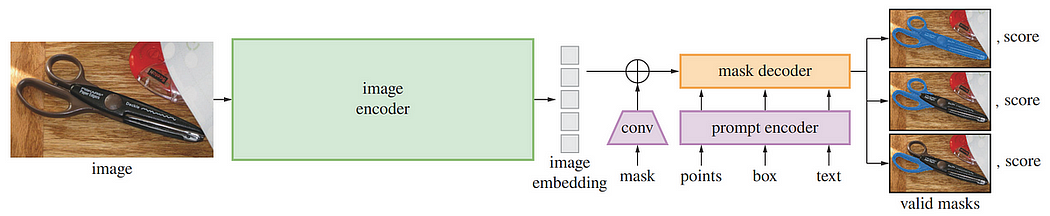 image
image
encoder
image
embedding
mask
conv
points
box
text
prompt encoder
mask decoder
, score
, score
, score
valid masks